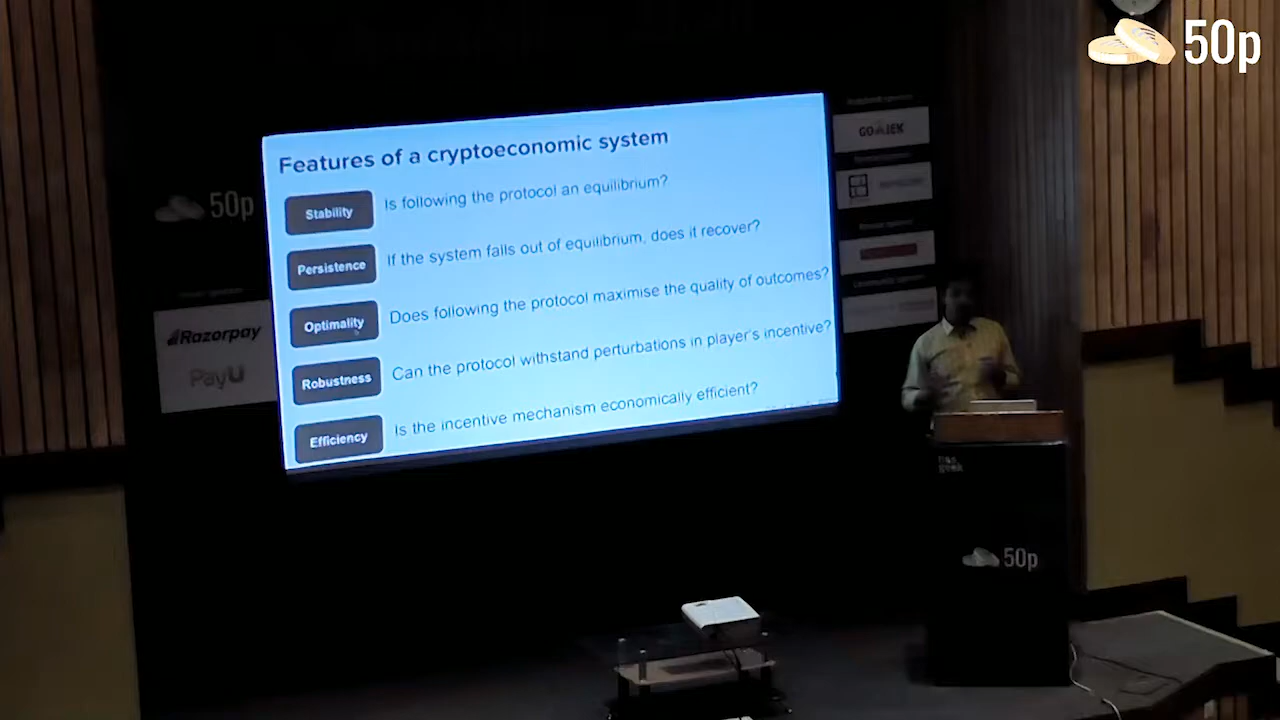 50p
Features of a cryptoeconomic system
Stability
Is following the protocol an equilibrium?
Persistence
If the system falls out of equilibrium, does it recover?
Optimality
Does following the protocol maximise the quality of outcomes?
Robustness
Can the protocol withstand perturbations in player's incentive?
Efficiency
Is the incentive mechanism economically efficient?
50p
Razorpay
PayU
GOJEK
has
geek
50p